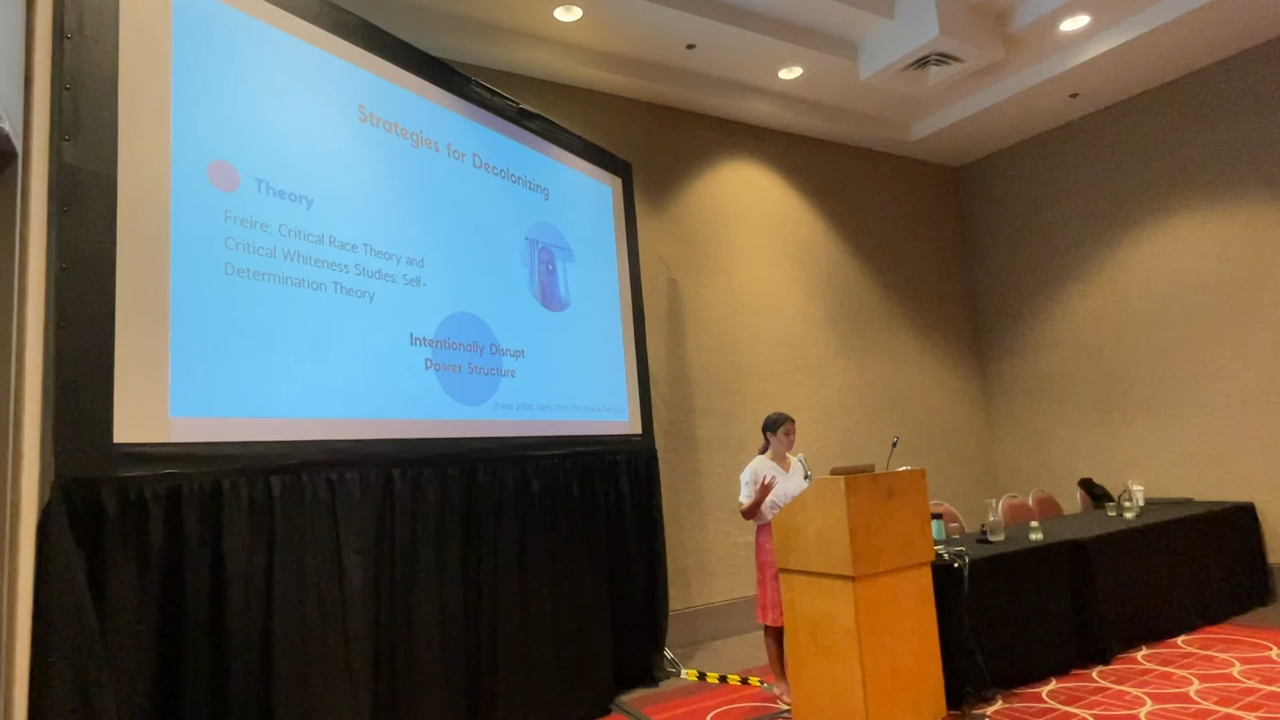 Strategies for Decolonizing
Theory
Freire; Critical Race Theory and
Critical Whiteness Studies; Self-
Determination Theory
Intentionally Disrupt
Power Structure